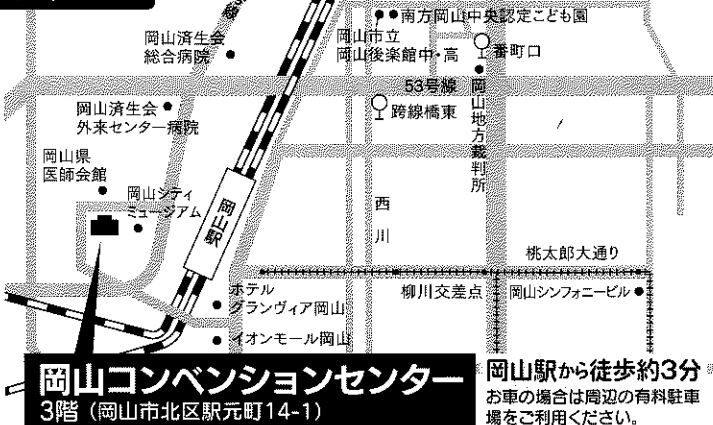 南方岡山中央認定こども園
岡山市立
岡山後楽館中・高
番町口
岡山済生会
総合病院
53号線
岡山地方裁判所
跨線橋東
岡山済生会
外来センター病院
岡山県
医師会館
岡山シティ
ミュージアム
岡山駅
西川
桃太郎大通り
ホテル
グランヴィア岡山
柳川交差点
岡山シンフォニービル
イオンモール岡山
岡山コンベンションセンター
3階（岡山市北区駅元町14-1）
岡山駅から徒歩約3分
お車の場合は周辺の有料駐車
場をご利用ください。